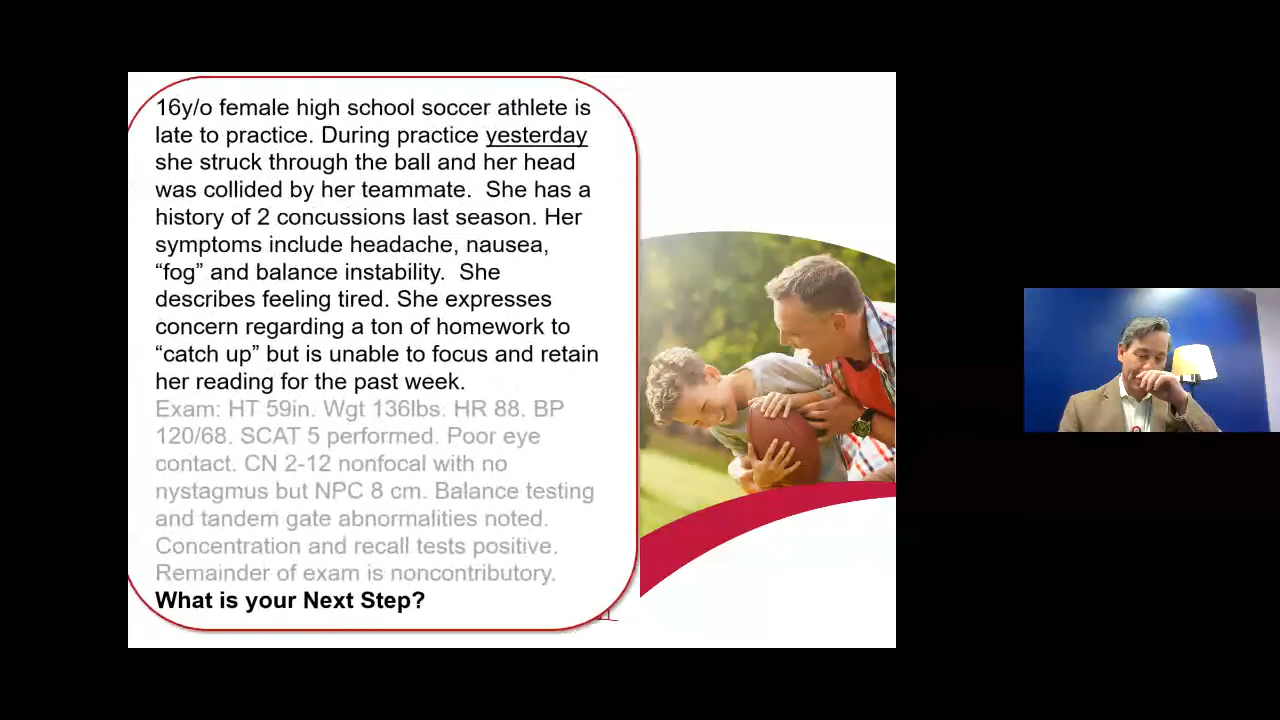 16y/o female high school soccer athlete is
late to practice. During practice yesterday
she struck through the ball and her head
was collided by her teammate.  She has a
history of 2 concussions last season. Her
symptoms include headache, nausea,
“fog” and balance instability.  She
describes feeling tired. She expresses
concern regarding a ton of homework to
“catch up” but is unable to focus and retain
her reading for the past week.
Exam: HT 59in. Wgt 136lbs. HR 88. BP
120/68. SCAT 5 performed. Poor eye
contact. CN 2-12 nonfocal with no
nystagmus but NPC 8 cm. Balance testing
and tandem gate abnormalities noted.
Concentration and recall tests positive.
Remainder of exam is noncontributory.
What is your Next Step?